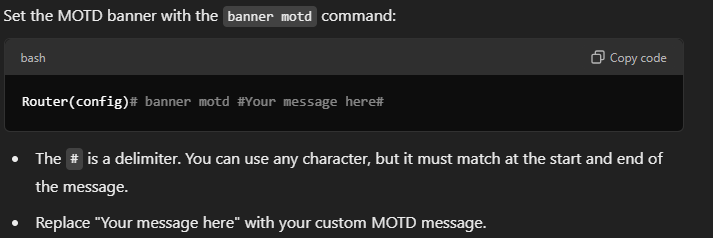 Set the MOTD banner with the banner motd command:
bash
Copy code
Router(config)# banner motd #Your message here#
• The # is a delimiter. You can use any character, but it must match at the start and end of
the message.
• Replace "Your message here" with your custom MOTD message.